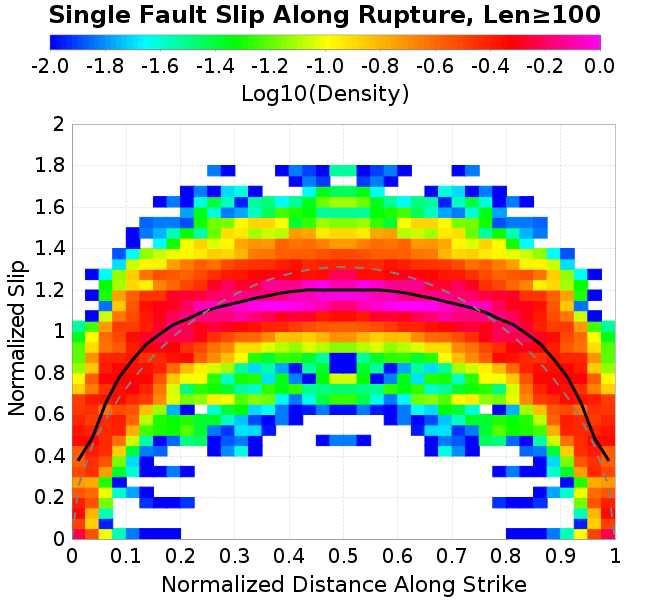 Single Fault Slip Along Rupture, Len≥100
-2.0 -1.8 -1.6 -1.4 -1.2 -1.0 -0.8 -0.6 -0.4 -0.2 0.0
Log10(Density)
2
1.8
1.6
1.4
1.2
1
0.8
0.6
0.4
0.2
0
Normalized Slip
0 0.1 0.2 0.3 0.4 0.5 0.6 0.7 0.8 0.9 1
Normalized Distance Along Strike